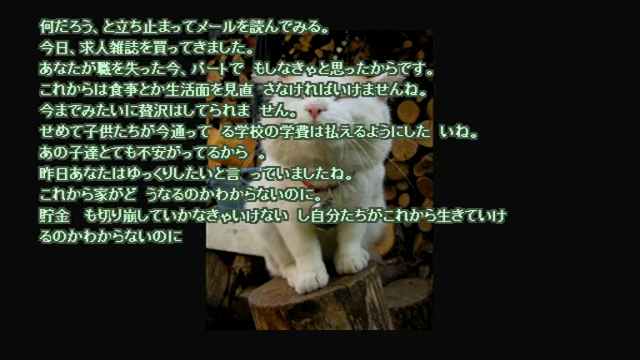 何だろう、と立ち止まってメールを読んでみる。
今日、求人雑誌を買ってきました。
あなたが職を失った今、パートで　もしなきゃと思ったからです。
これからは食事とか生活面を見直　さなければいけませんね。
今までみたいに贅沢はしてられま　せん。
せめて子供たちが今通って　る学校の学費は払えるようにした　いね。
あの子達とても不安がってるから　。
昨日あなたはゆっくりしたいと言　っていましたね。
これから家がど　うなるのかわからないのに。
貯金　も切り崩していかなきゃいけない　し自分たちがこれから生きていけ
るのかわからないのに